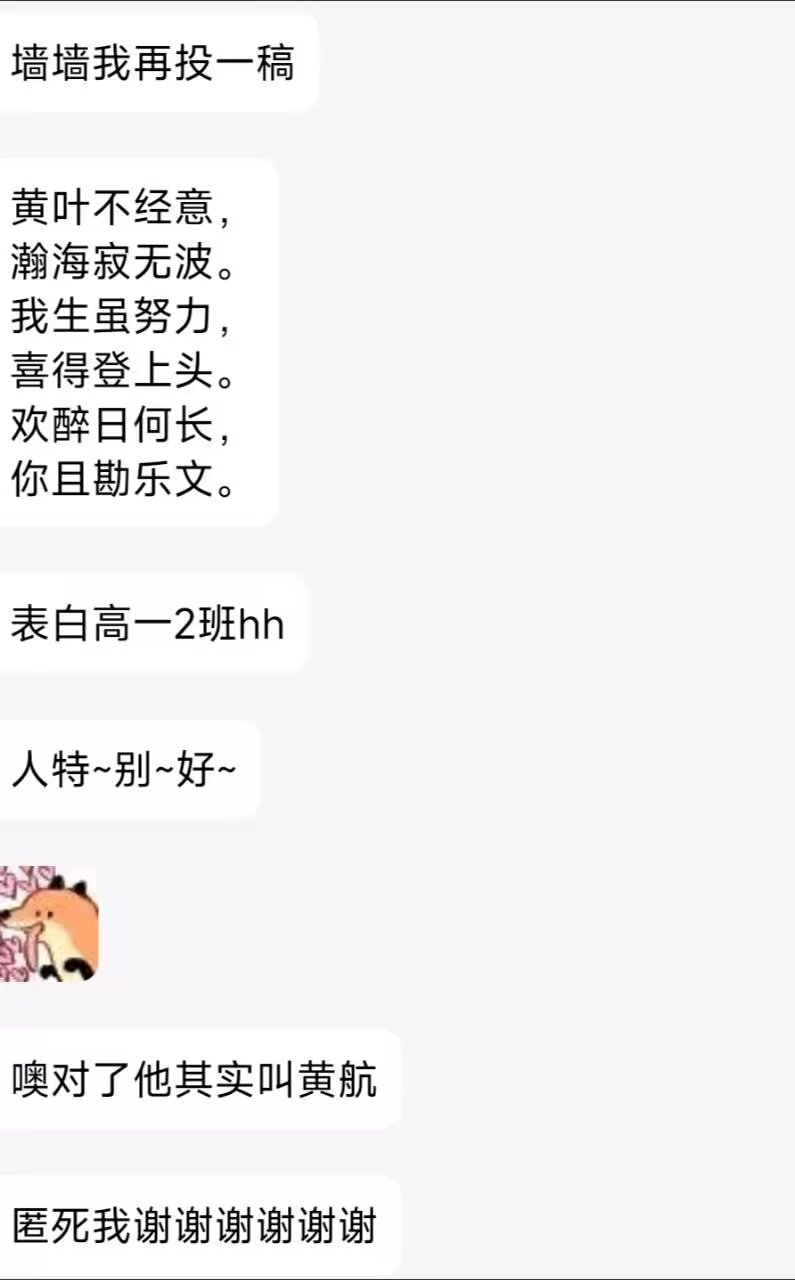 墙墙我再投一稿
黄叶不经意，
瀚海寂无波。
我生虽努力，
喜得登上头。
欢醉日何长，
你且勘乐文。
表白高一2班hh
人特~别~好~
噢对了他其实叫黄航
匿死我谢谢谢谢谢谢